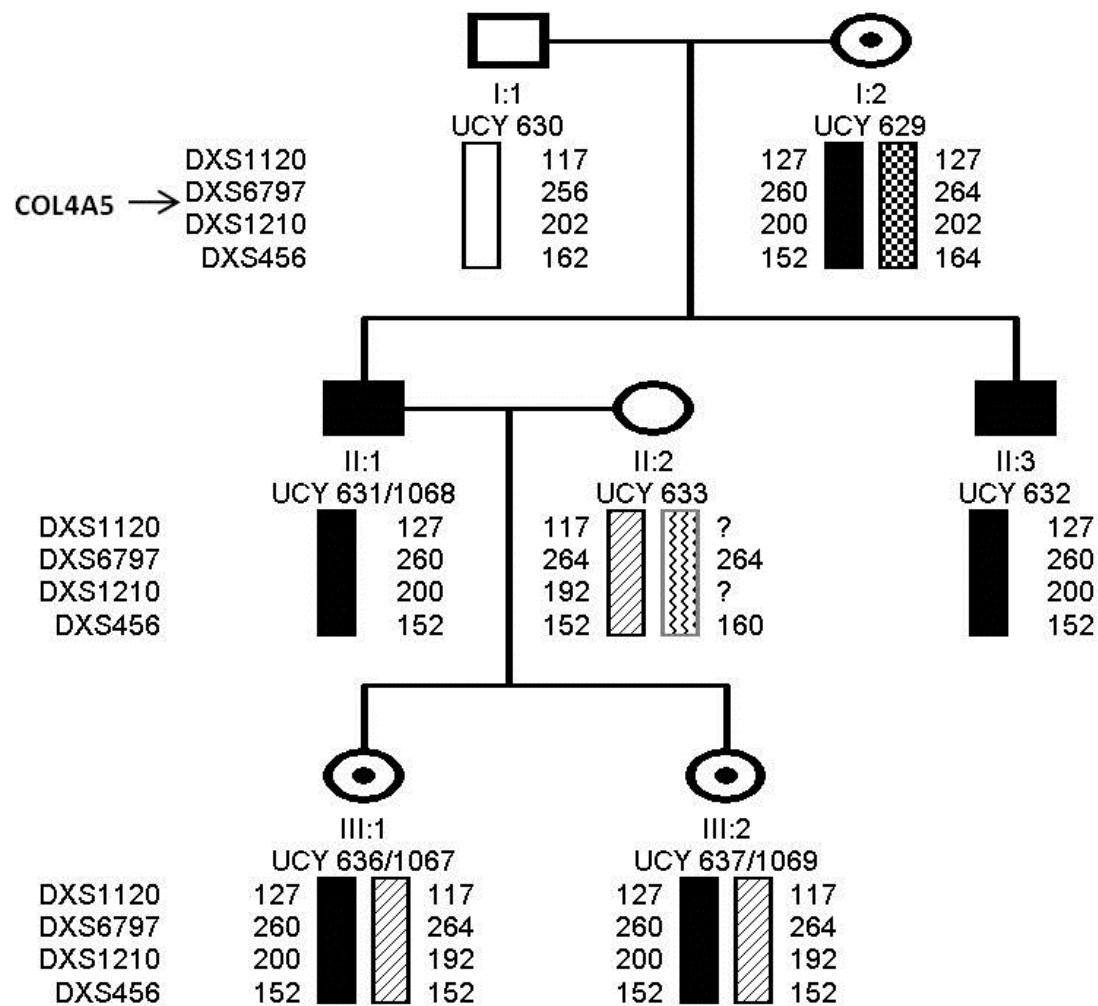 I:1 I:2
UCY 630 UCY 629
DXS1120 117 127 127
COL4A5 DXS6797 256 260 264
DXS1210 202 200 202
DXS456 162 152 164
II:1 II:2 II:3
UCY 631/1068 UCY 633 UCY 632
DXS1120 127 117 ? 127
DXS6797 260 264 264 260
DXS1210 200 192 ? 200
DXS456 152 152 160 152
III:1 III:2
UCY 636/1067 UCY 637/1069
DXS1120 127 117 127 117
DXS6797 260 264 260 264
DXS1210 200 192 200 192
DXS456 152 152 152 152